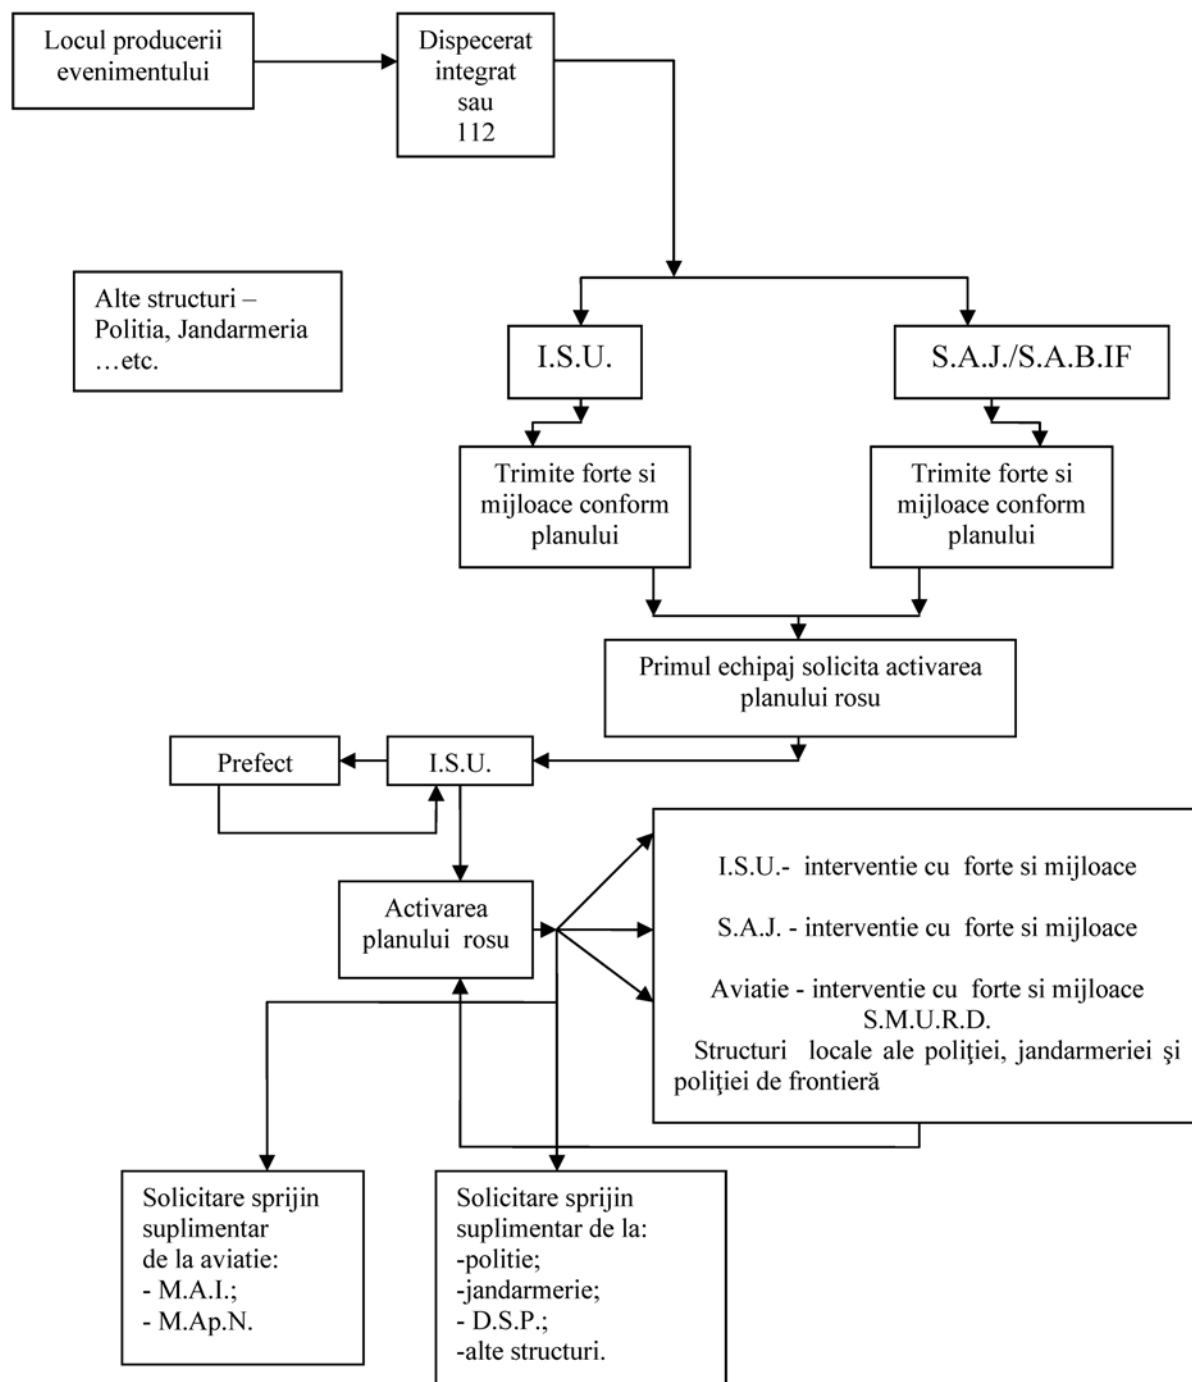 Locul producerii
evenimentului
Dispecerat
integrat
sau
112
Alte structuri –
Politia, Jandarmeria
…etc.
I.S.U.
S.A.J./S.A.B.IF
Trimite forte si
mijloace conform
planului
Trimite forte si
mijloace conform
planului
Primul echipaj solicita activarea
planului rosu
Prefect
I.S.U.
Activarea
planului rosu
I.S.U.- interventie cu forte si mijloace
S.A.J. - interventie cu forte si mijloace
Aviatie - interventie cu forte si mijloace
S.M.U.R.D.
Structuri locale ale poliţiei, jandarmeriei şi
poliţiei de frontieră
Solicitare sprijin
suplimentar
de la aviatie:
- M.A.I.;
- M.Ap.N.
Solicitare sprijin
suplimentar de la:
-politie;
-jandarmerie;
- D.S.P.;
-alte structuri.